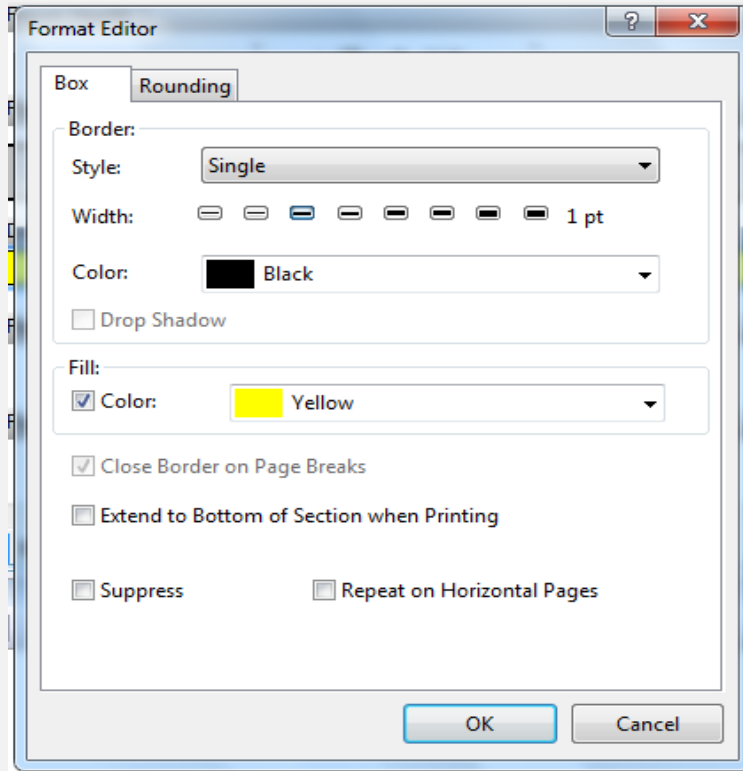 Format Editor
?
X
Box
Rounding
Border:
Style:
Single
Width:
1 pt
Color:
Black
Drop Shadow
Fill:
Color:
Yellow
Close Border on Page Breaks
Extend to Bottom of Section when Printing
Suppress
Repeat on Horizontal Pages
OK
Cancel